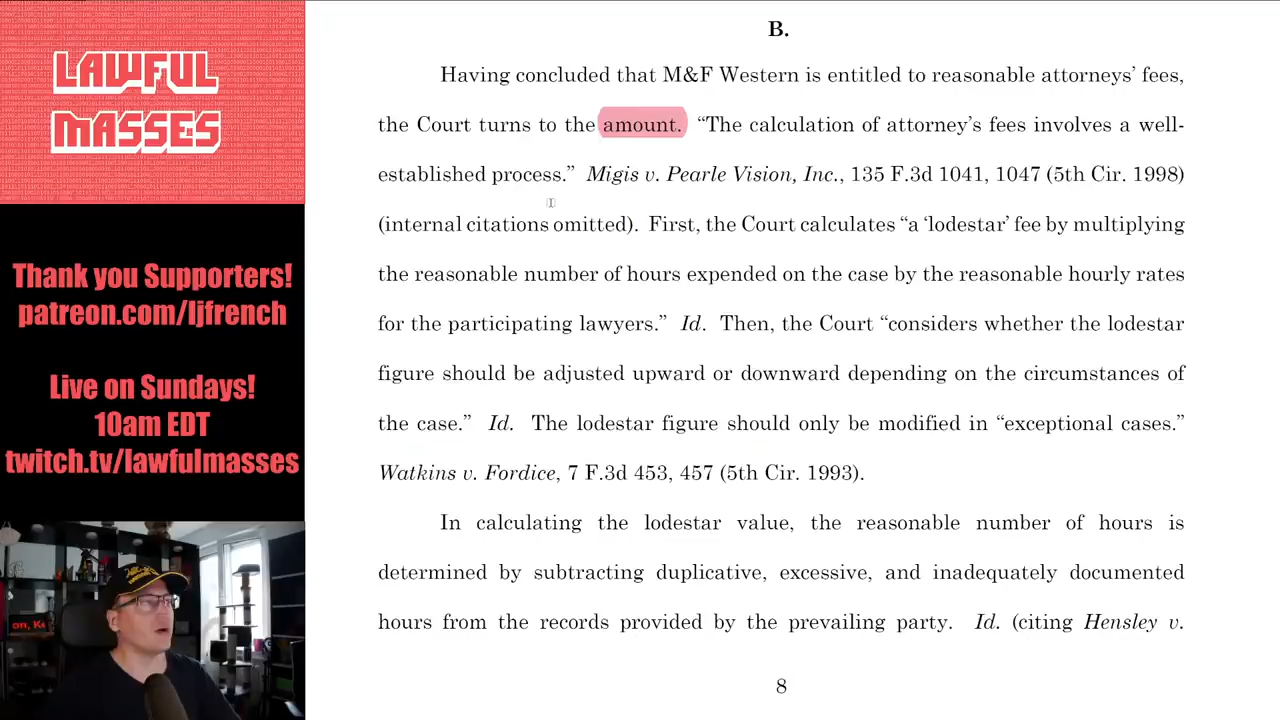 LAWFUL
MASSES
Thank you Supporters!
patreon.com/ljfrench
Live on Sundays!
10am EDT
twitch.tv/lawfulmasses
on, Ke
B.
Having concluded that M&F Western is entitled to reasonable attorneys’ fees,
the Court turns to the amount. “The calculation of attorney’s fees involves a well-
established process.” Migis v. Pearle Vision, Inc., 135 F.3d 1041, 1047 (5th Cir. 1998)
(internal citations omitted). First, the Court calculates “a ‘lodestar’ fee by multiplying
the reasonable number of hours expended on the case by the reasonable hourly rates
for the participating lawyers.” Id. Then, the Court “considers whether the lodestar
figure should be adjusted upward or downward depending on the circumstances of
the case.” Id. The lodestar figure should only be modified in “exceptional cases.”
Watkins v. Fordice, 7 F.3d 453, 457 (5th Cir. 1993).
In calculating the lodestar value, the reasonable number of hours is
determined by subtracting duplicative, excessive, and inadequately documented
hours from the records provided by the prevailing party. Id. (citing Hensley v.
8